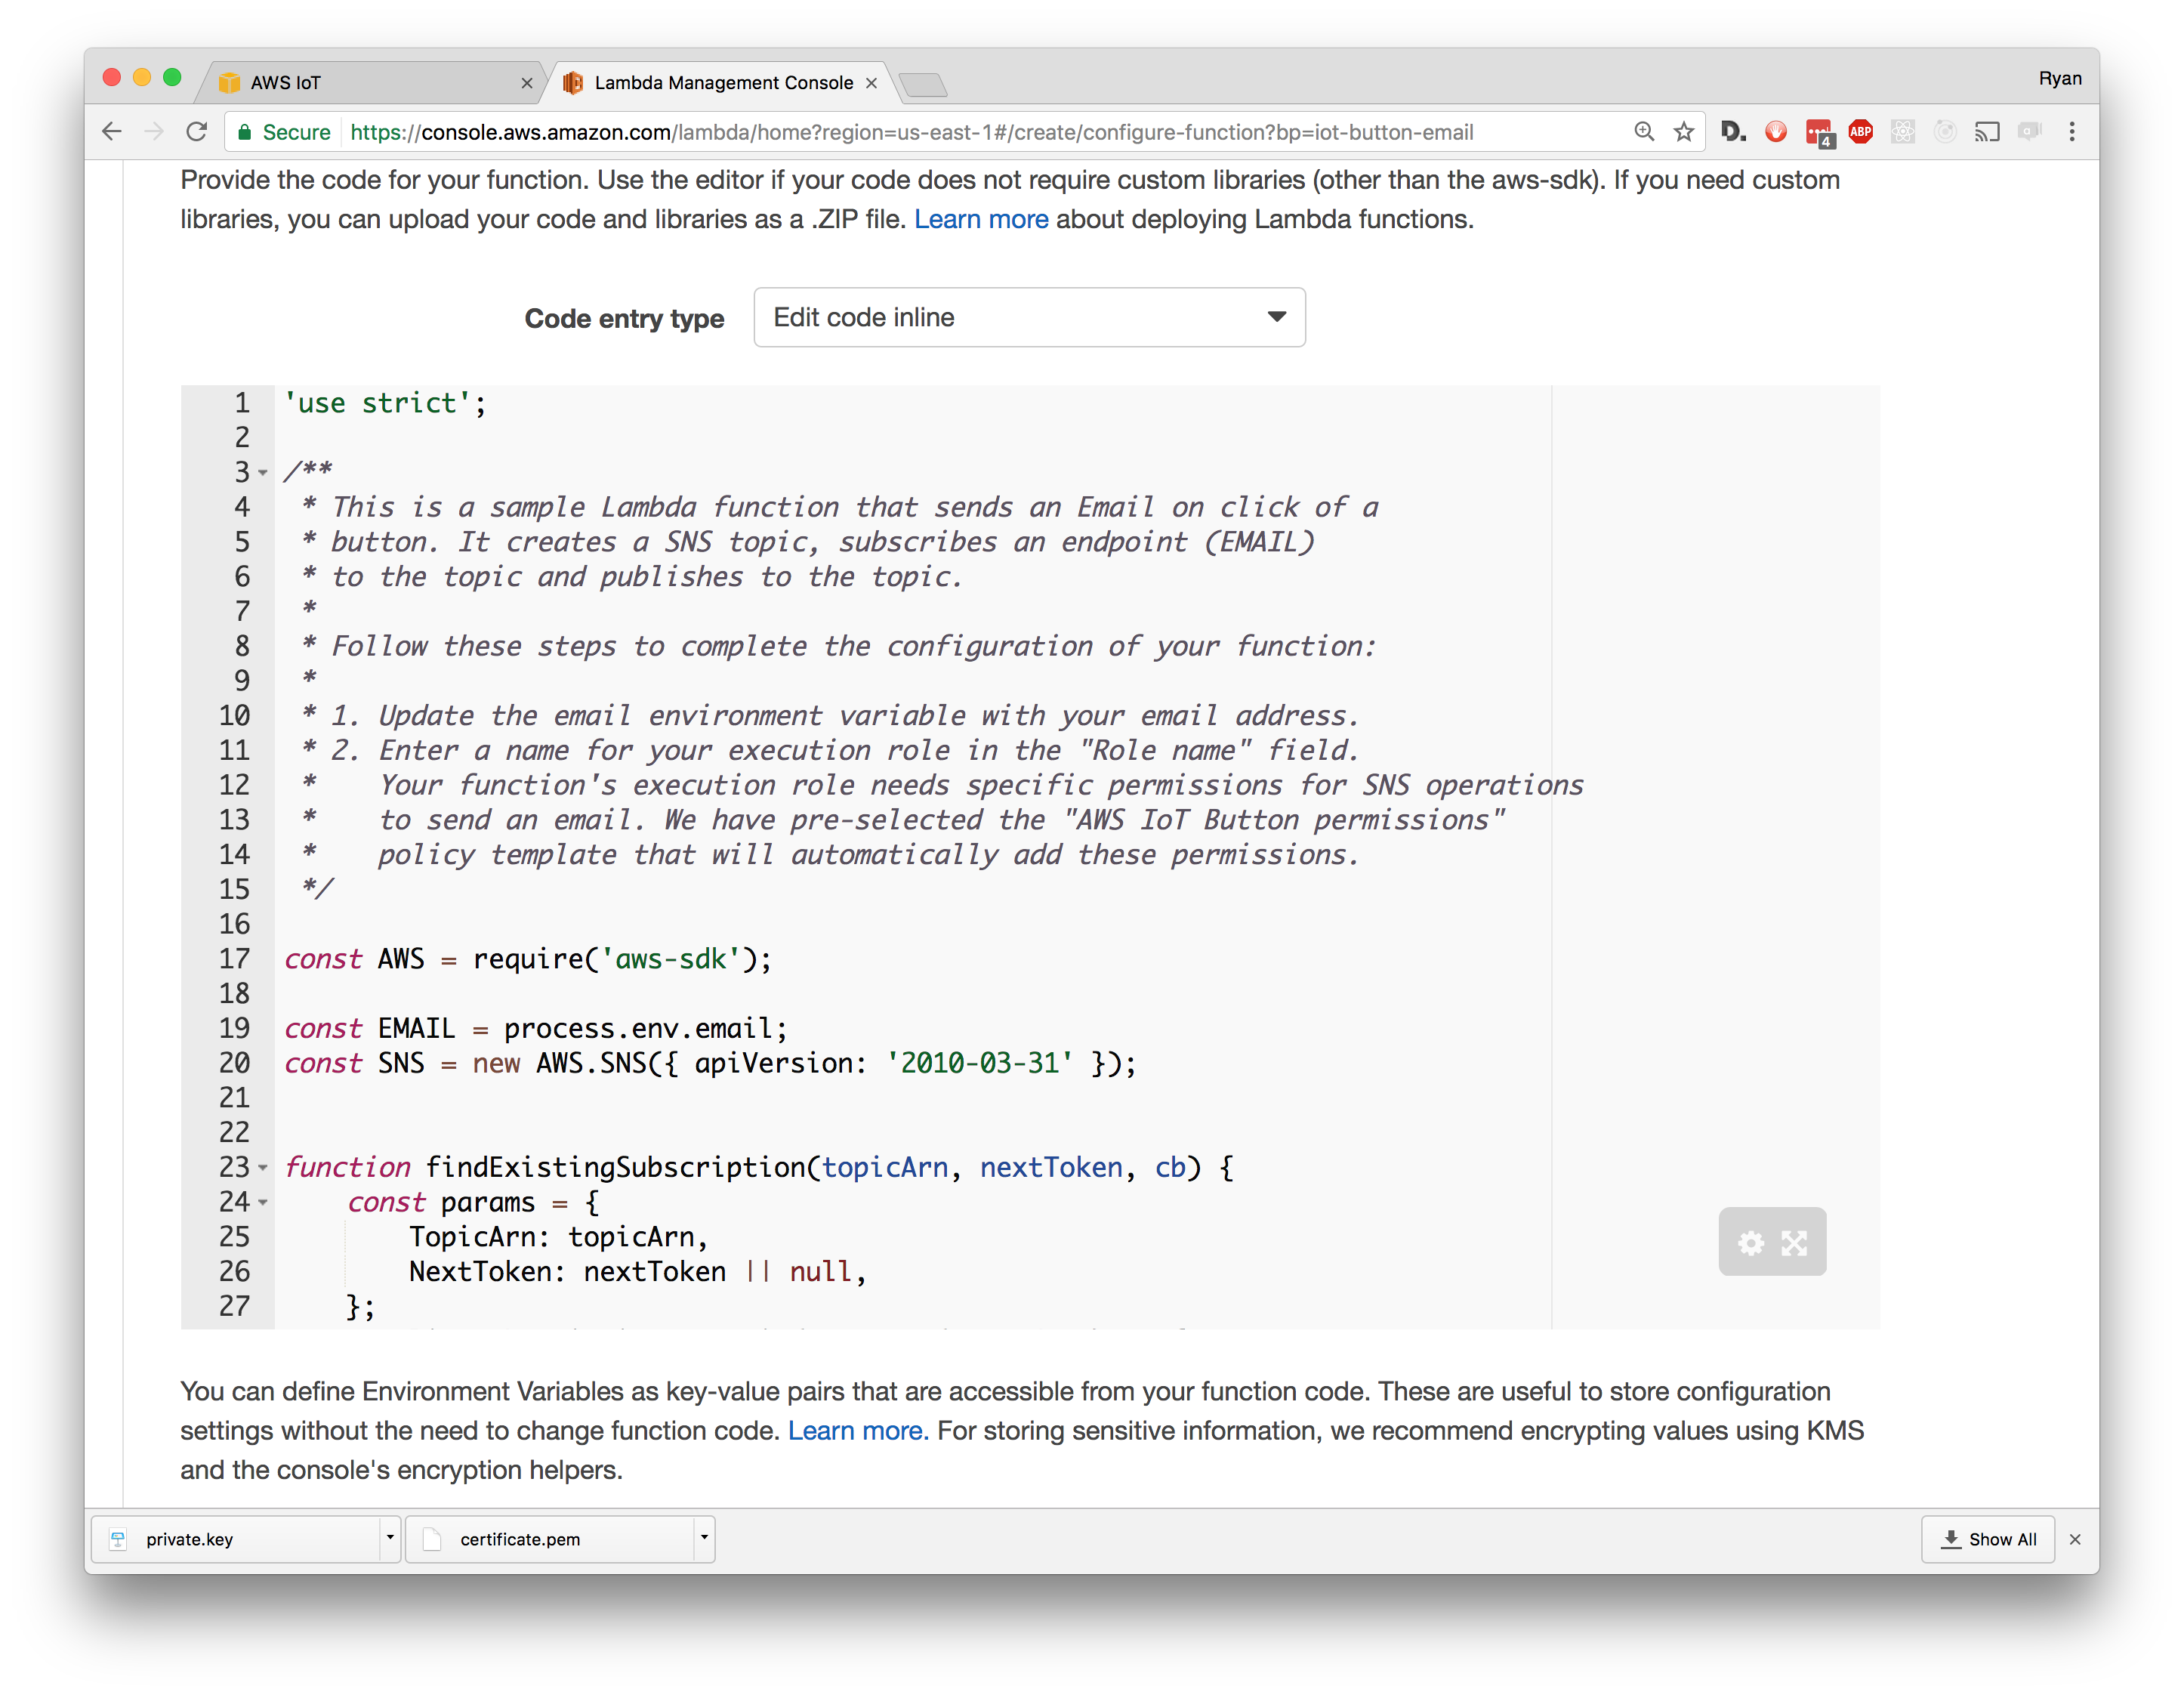 AWS IoT
Lambda Management Console
Ryan
Secure
https://console.aws.amazon.com/lambda/home?region=us-east-1#/create/configure-function?bp=iot-button-email
D.
4
ABP
Provide the code for your function. Use the editor if your code does not require custom libraries (other than the aws-sdk). If you need custom
libraries, you can upload your code and libraries as a .ZIP file. Learn more about deploying Lambda functions.
Code entry type
Edit code inline
1 'use strict';
2
3 /**
4 * This is a sample Lambda function that sends an Email on click of a
5 * button. It creates a SNS topic, subscribes an endpoint (EMAIL)
6 * to the topic and publishes to the topic.
7 *
8 * Follow these steps to complete the configuration of your function:
9 *
10 * 1. Update the email environment variable with your email address.
11 * 2. Enter a name for your execution role in the "Role name" field.
12 * Your function's execution role needs specific permissions for SNS operations
13 * to send an email. We have pre-selected the "AWS IoT Button permissions"
14 * policy template that will automatically add these permissions.
15 */
16
17 const AWS = require('aws-sdk');
18
19 const EMAIL = process.env.email;
20 const SNS = new AWS.SNS({ apiVersion: '2010-03-31' });
21
22
23 function findExistingSubscription(topicArn, nextToken, cb) {
24 const params = {
25 TopicArn: topicArn,
26 NextToken: nextToken || null,
27 };
You can define Environment Variables as key-value pairs that are accessible from your function code. These are useful to store configuration
settings without the need to change function code. Learn more. For storing sensitive information, we recommend encrypting values using KMS
and the console's encryption helpers.
private.key
certificate.pem
Show All